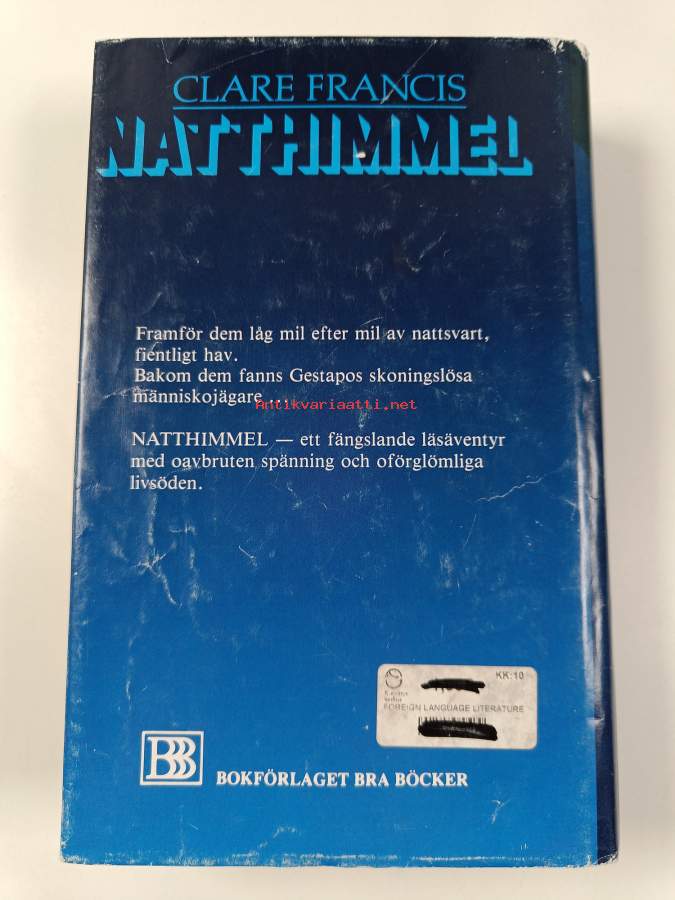 CLARE FRANCIS
NATTHIMMEL
Framför dem låg mil efter mil av nattsvart,
fientligt hav.
Bakom dem fanns Gestapos skoningslösa
människojägare...
Antikvariaatti.net
NATTHIMMEL — ett fängslande läsäventyr
med oavbruten spänning och oförglömliga
livsöden.
KK:10
FOREIGN LANGUAGE LITERATURE
BBB
BOKFÖRLAGET BRA BÖCKER